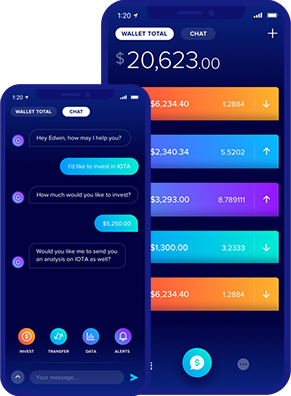 1:20
WALLET TOTAL
CHAT
$20,623.00
$6,234.40
1.2884
$2,340.34
5.5202
$3,293.00
8.789111
$1,300.00
3.2333
$6,234.40
1.2884
1:20
WALLET TOTAL
CHAT
Hey Edwin, how may I help you?
I'd like to invest in IOTA
How much would you like to invest?
$5,250.00
Would you like me to send you
an analysis on IOTA as well?
INVEST
TRANSFER
DATA
ALERTS
Your message...